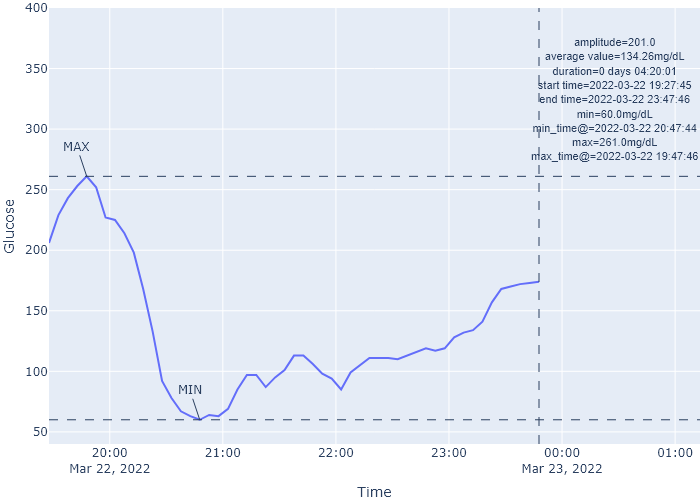 400
350
300
250
200
150
100
50
Glucose
MAX
MIN
amplitude=201.0
average value=134.26mg/dL
duration=0 days 04:20:01
start time=2022-03-22 19:27:45
end time=2022-03-22 23:47:46
min=60.0mg/dL
min_time@=2022-03-22 20:47:44
max=261.0mg/dL
max_time@=2022-03-22 19:47:46
20:00 21:00 22:00 23:00 00:00 01:00
Mar 22, 2022 Mar 23, 2022
Time